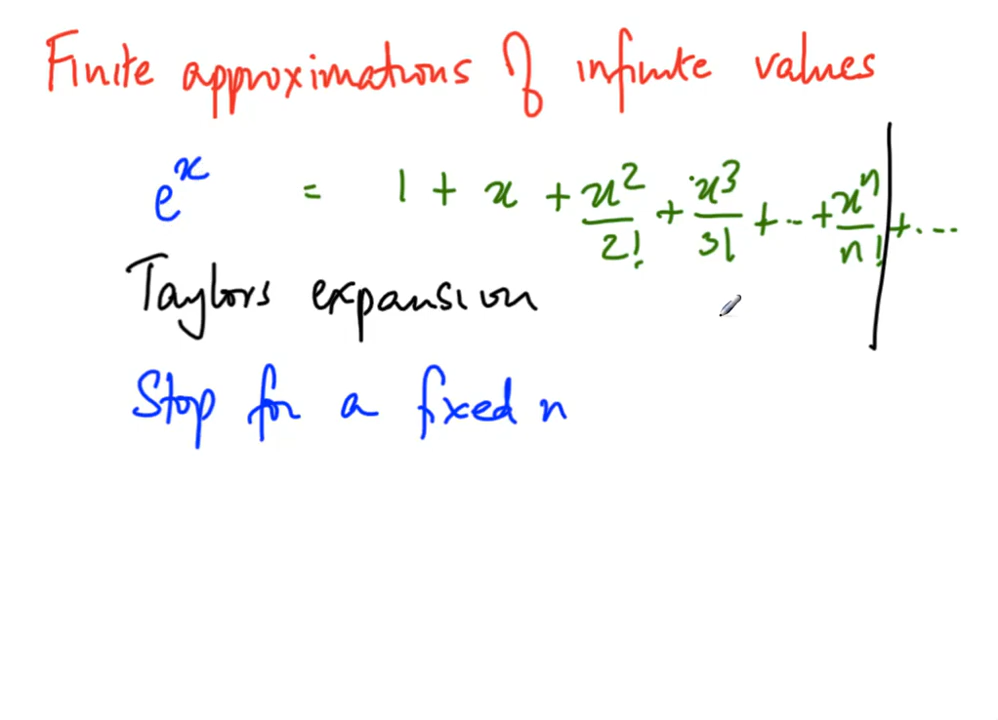 Finite approximations of infinite values
e^x = 1 + x + x^2/2! + x^3/3! + -- + x^n/n! + ...
Taylors expansion
Stop for a fixed n